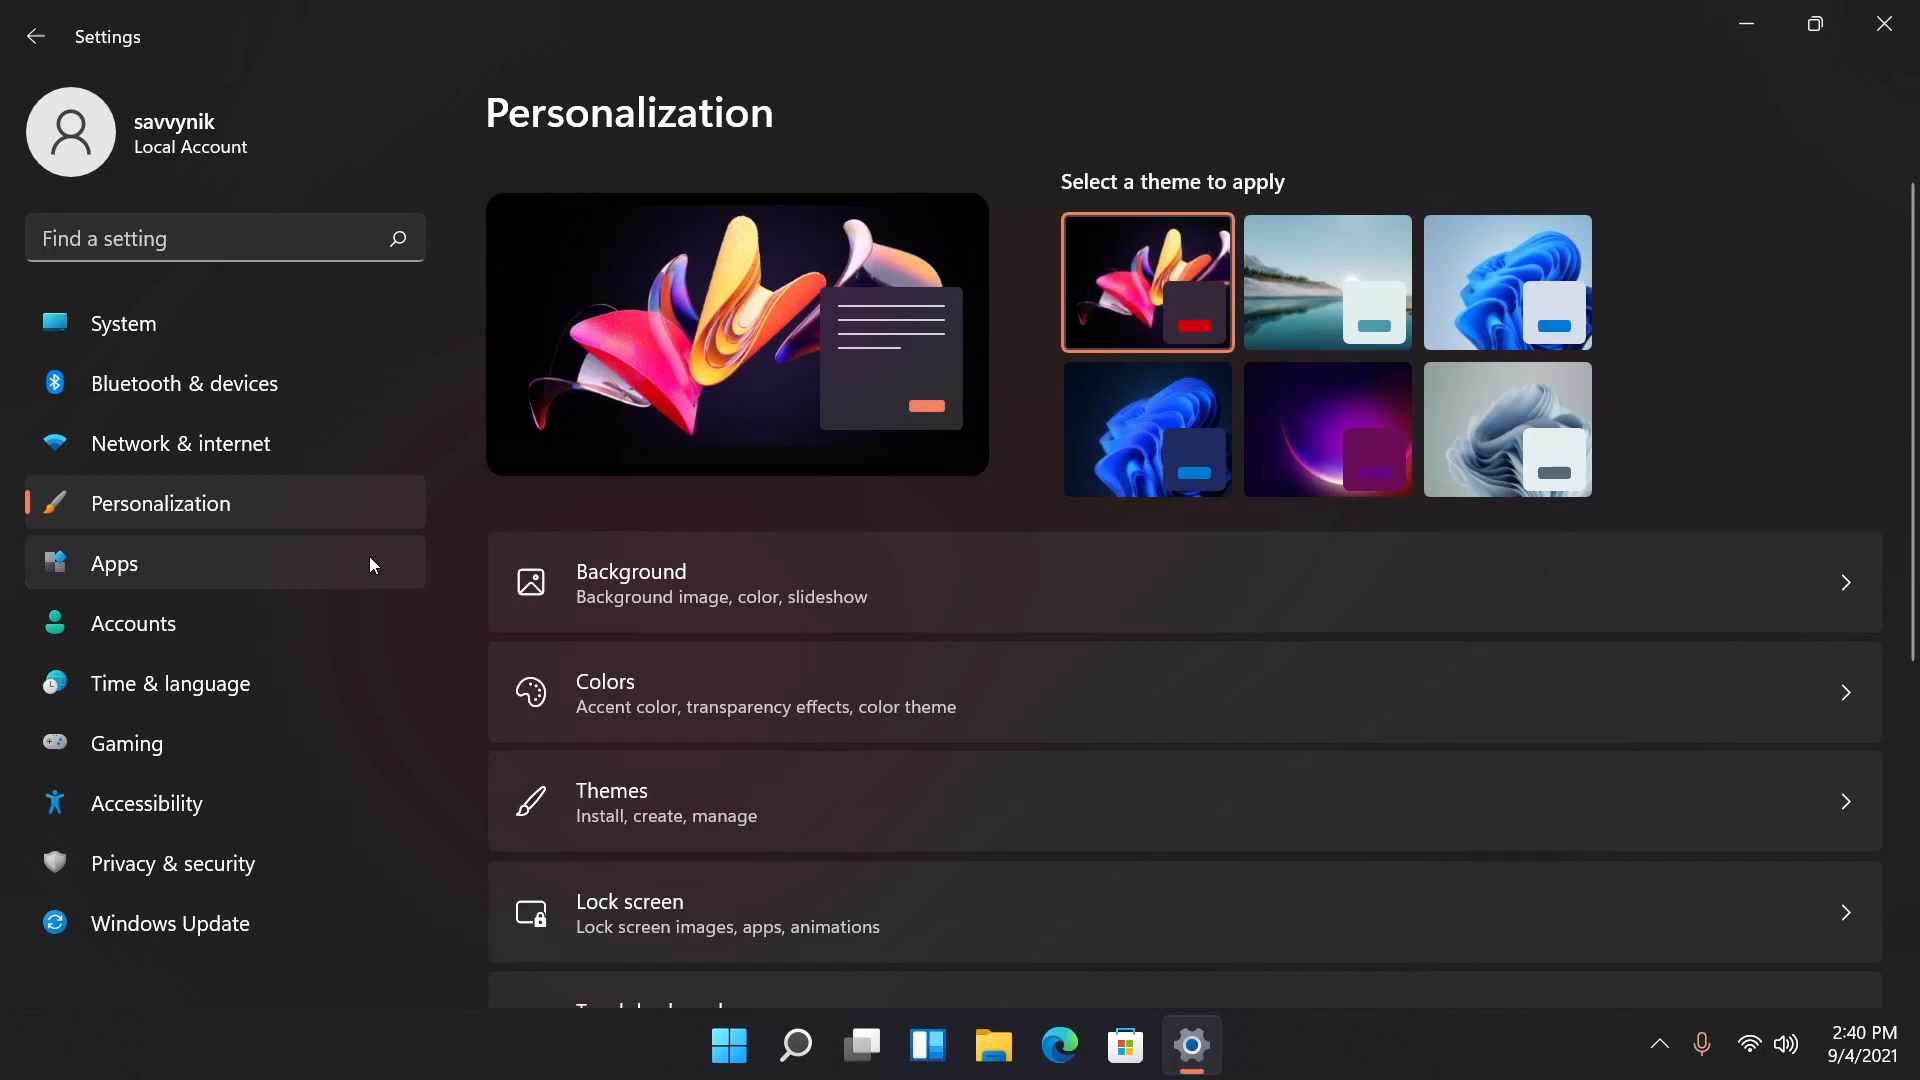 Settings
savvynik
Local Account
Find a setting
System
Bluetooth & devices
Network & internet
Personalization
Apps
Accounts
Time & language
Gaming
Accessibility
Privacy & security
Windows Update
Personalization
Select a theme to apply
Background
Background image, color, slideshow
Colors
Accent color, transparency effects, color theme
Themes
Install, create, manage
Lock screen
Lock screen images, apps, animations
2:40 PM
9/4/2021